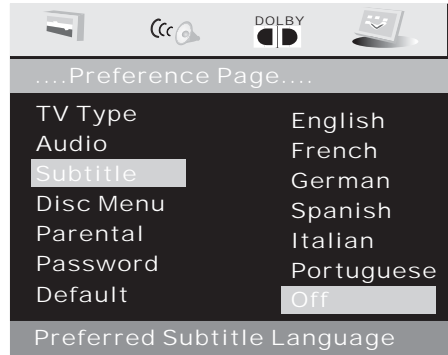 DOLBY
....Preference Page....
TV Type
Audio
Subtitle
Disc Menu
Parental
Password
Default
English
French
German
Spanish
Italian
Portuguese
Off
Preferred Subtitle Language